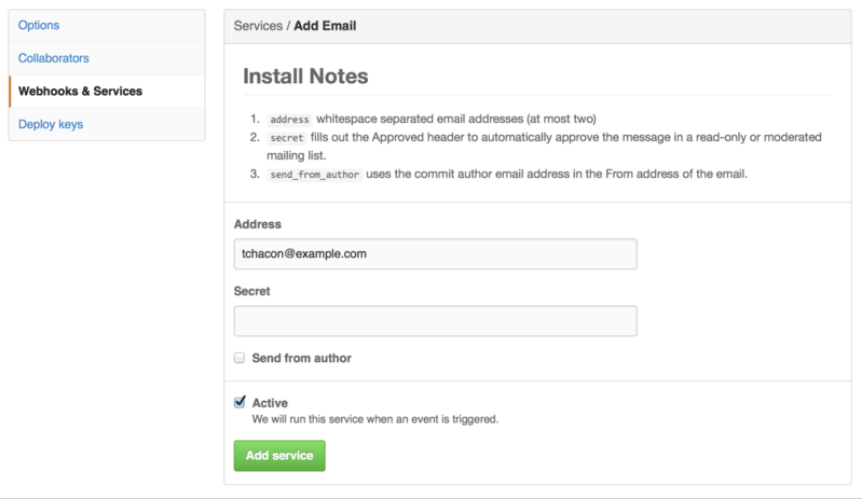 Options
Collaborators
Webhooks & Services
Deploy keys
Services / Add Email
Install Notes
1. address whitespace separated email addresses (at most two)
2. secret fills out the Approved header to automatically approve the message in a read-only or moderated
mailing list.
3. send_from_author uses the commit author email address in the From address of the email.
Address
tchacon@example.com
Secret
Send from author
Active
We will run this service when an event is triggered.
Add service